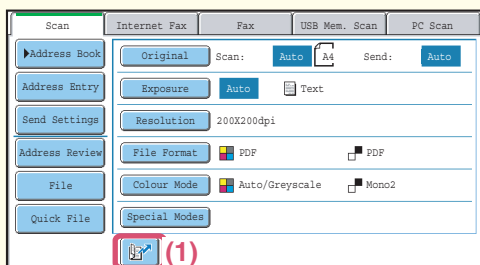 Scan Internet Fax Fax USB Mem. Scan PC Scan
Address Book Original Scan: Auto A4 Send: Auto
Address Entry Exposure Auto Text
Send Settings Resolution 200X200dpi
Address Review File Format PDF PDF
File Colour Mode Auto/Greyscale Mono2
Quick File Special Modes
(1)